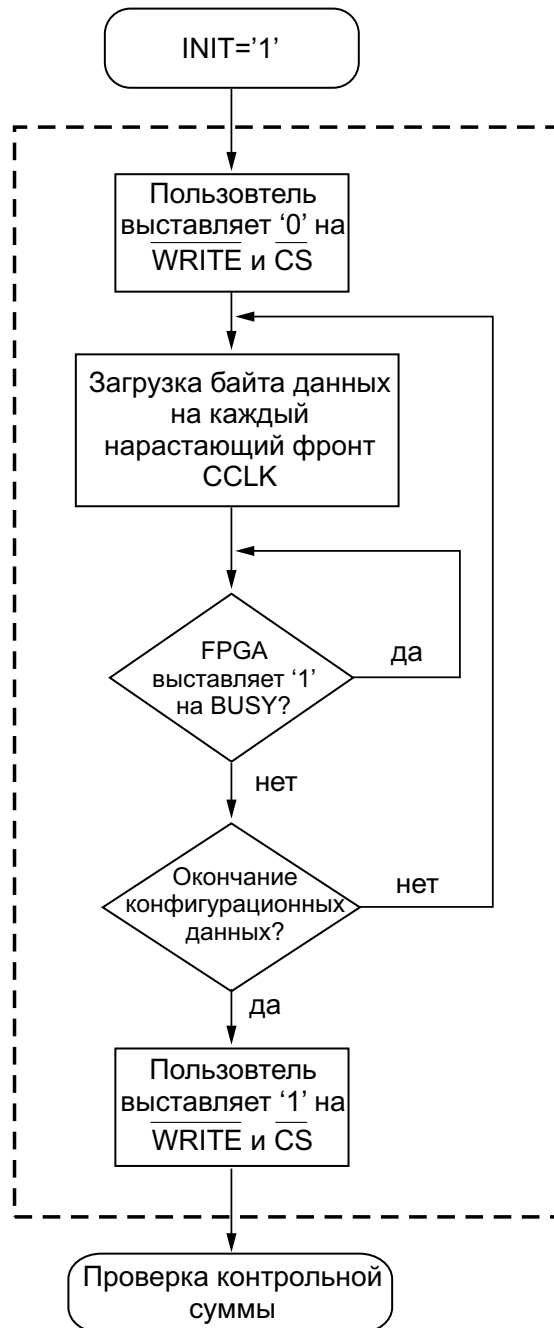 INIT=’1’
Пользовтель
выставляет ‘0’ на
WRITE и CS
Загрузка байта данных
на каждый
нарастающий фронт
CCLK
FPGA
выставляет ‘1’
на BUSY?
да
нет
Окончание
конфигурационных
данных?
нет
да
Пользовтель
выставляет ‘1’ на
WRITE и CS
Проверка контрольной
суммы